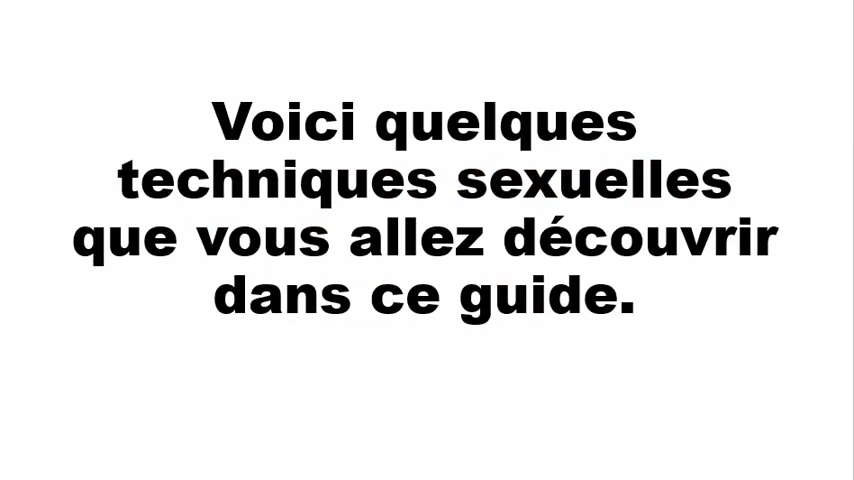 Voici quelques
techniques sexuelles
que vous allez découvrir
dans ce guide.